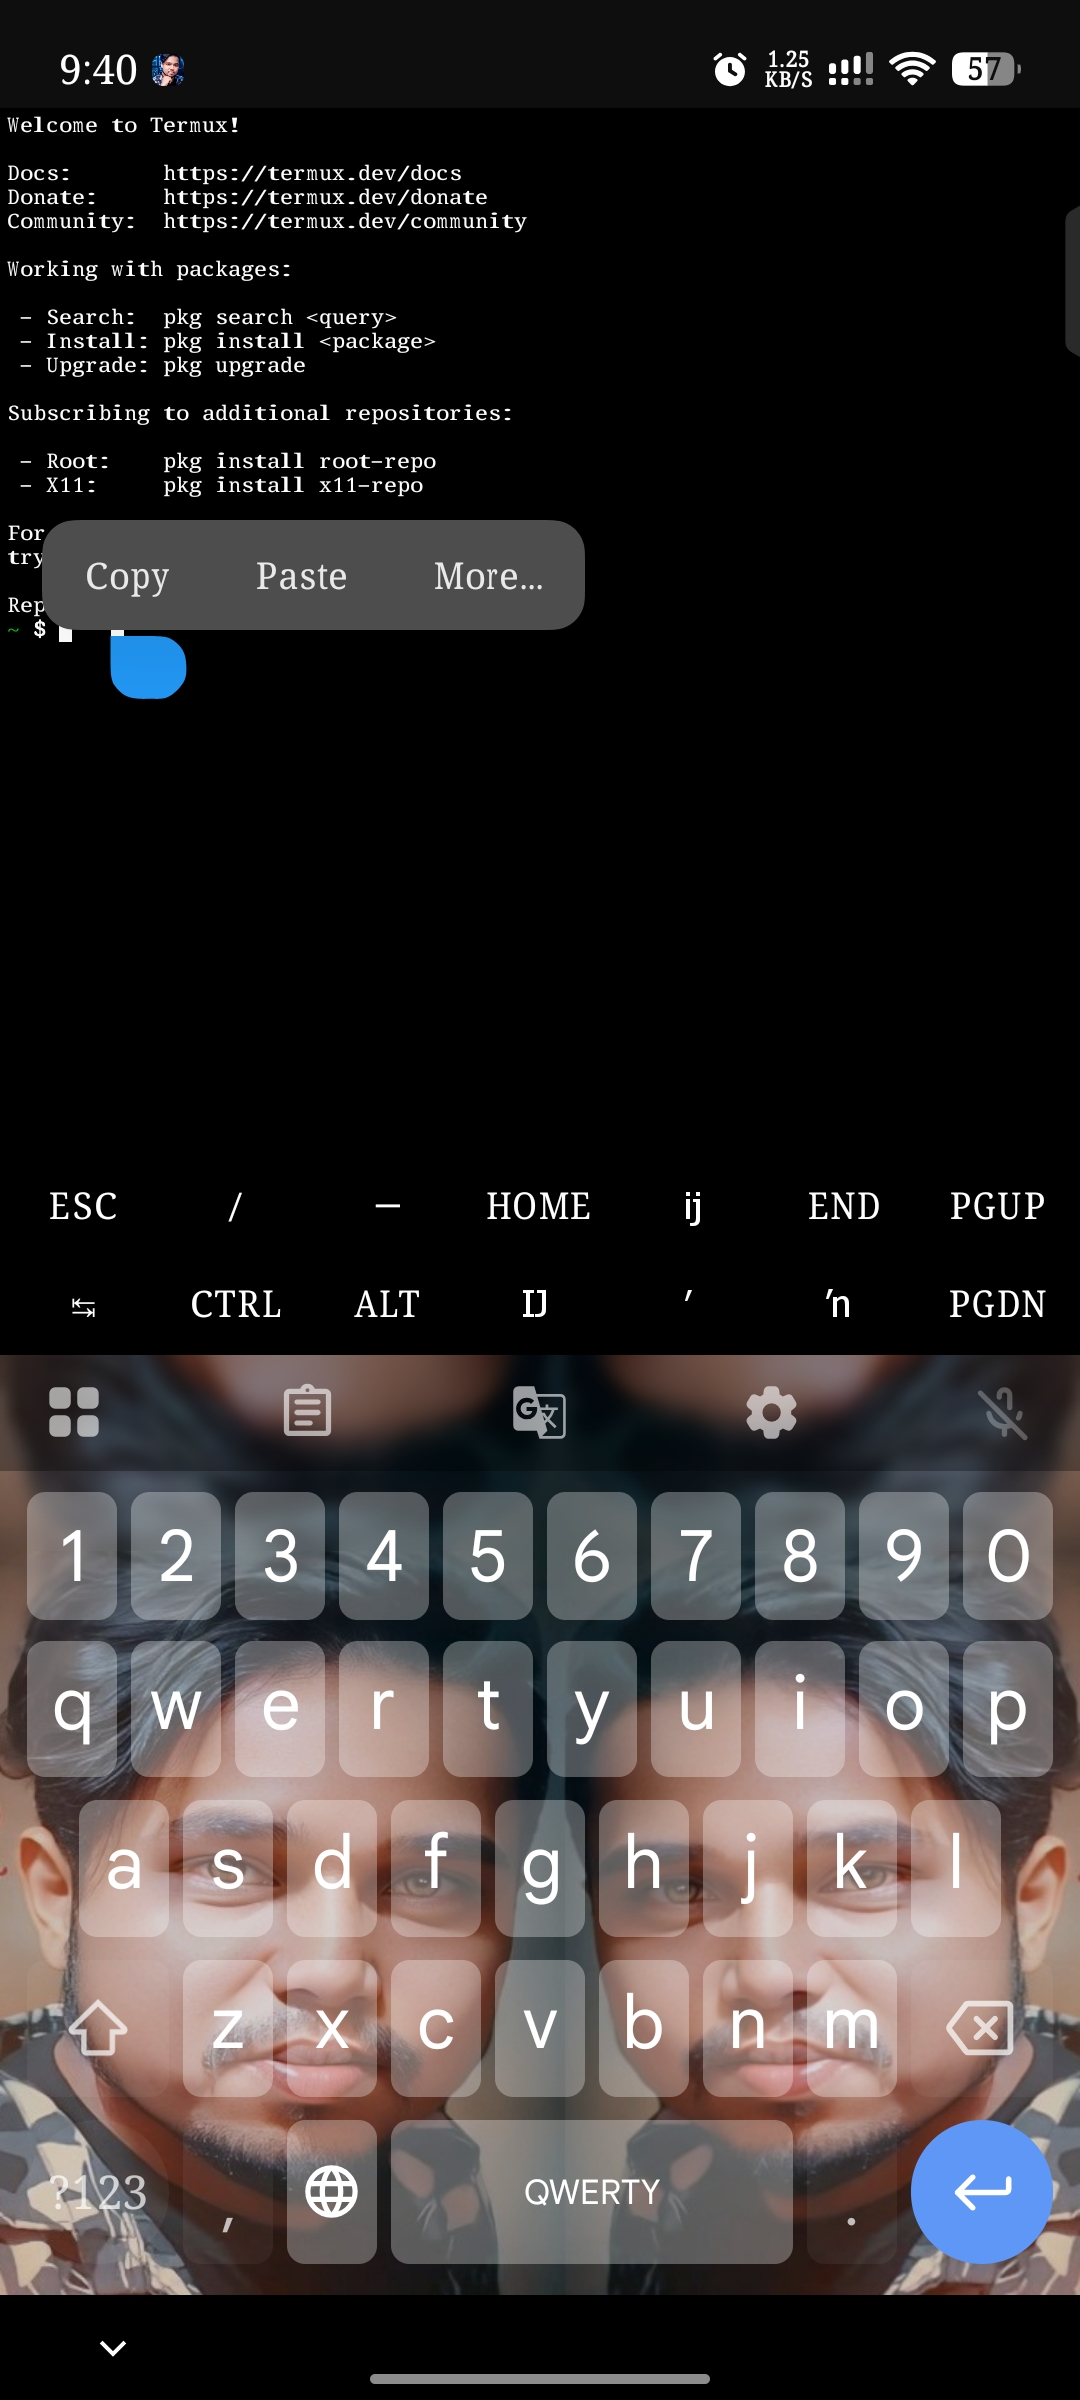 9:40
1.25
KB/S
57
Welcome to Termux!
Docs: https://termux.dev/docs
Donate: https://termux.dev/donate
Community: https://termux.dev/community
Working with packages:
- Search: pkg search <query>
- Install: pkg install <package>
- Upgrade: pkg upgrade
Subscribing to additional repositories:
- Root: pkg install root-repo
- X11: pkg install x11-repo
For
try
Copy Paste More...
Rep
~ $
ESC / — HOME ĳ END PGUP
↹ CTRL ALT Ĳ ′ ŉ PGDN
1 2 3 4 5 6 7 8 9 0
q w e r t y u i o p
a s d f g h j k l
z x c v b n m
?123 , QWERTY .